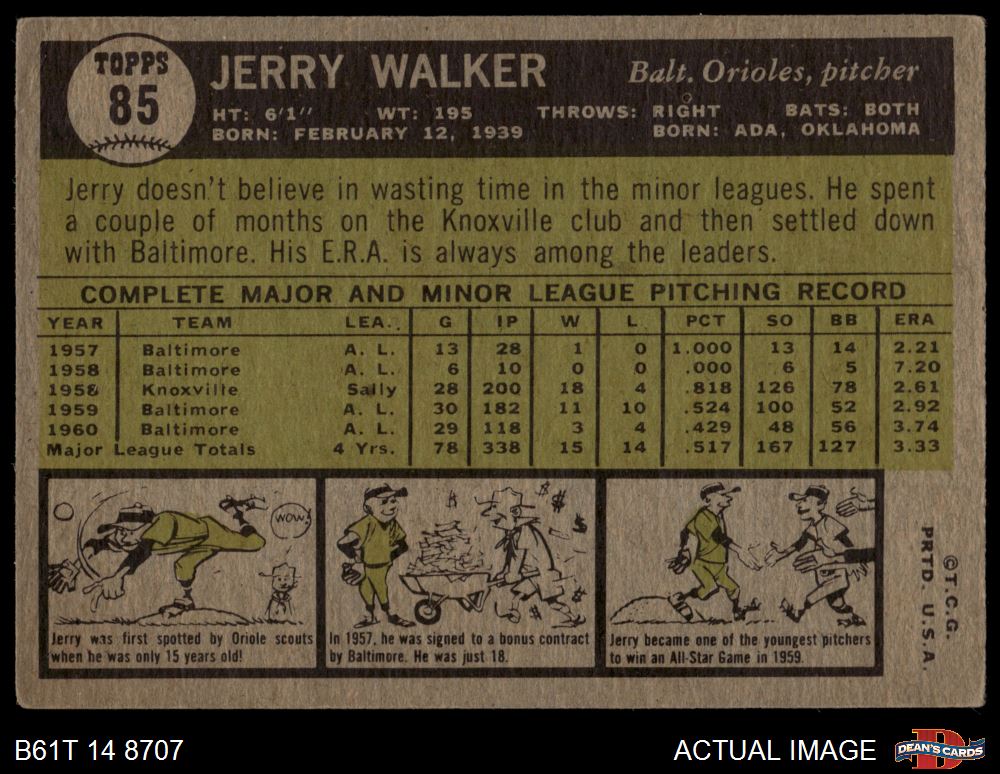 TOPPS
85
JERRY WALKER
Balt. Orioles, pitcher
HT: 6'1" WT: 195 THROWS: RIGHT BATS: BOTH
BORN: FEBRUARY 12, 1939 BORN: ADA, OKLAHOMA
Jerry doesn't believe in wasting time in the minor leagues. He spent
a couple of months on the Knoxville club and then settled down
with Baltimore. His E.R.A. is always among the leaders.
COMPLETE MAJOR AND MINOR LEAGUE PITCHING RECORD
YEAR TEAM LEA. G IP W L PCT SO BB ERA
1957 Baltimore A. L. 13 28 1 0 1.000 13 14 2.21
1958 Baltimore A. L. 6 10 0 0 .000 6 5 7.20
1958 Knoxville Sally 28 200 18 4 .818 126 78 2.61
1959 Baltimore A. L. 30 182 11 10 .524 100 52 2.92
1960 Baltimore A. L. 29 118 3 4 .429 48 56 3.74
Major League Totals 4 Yrs. 78 338 15 14 .517 167 127 3.33
WOW!
Jerry was first spotted by Oriole scouts
when he was only 15 years old!
$ $ $ $ $
In 1957, he was signed to a bonus contract
by Baltimore. He was just 18.
Jerry became one of the youngest pitchers
to win an All-Star Game in 1959.
©T.C.G.
PRTD. U.S.A.
B61T 14 8707
ACTUAL IMAGE
D
DEAN'S CARDS